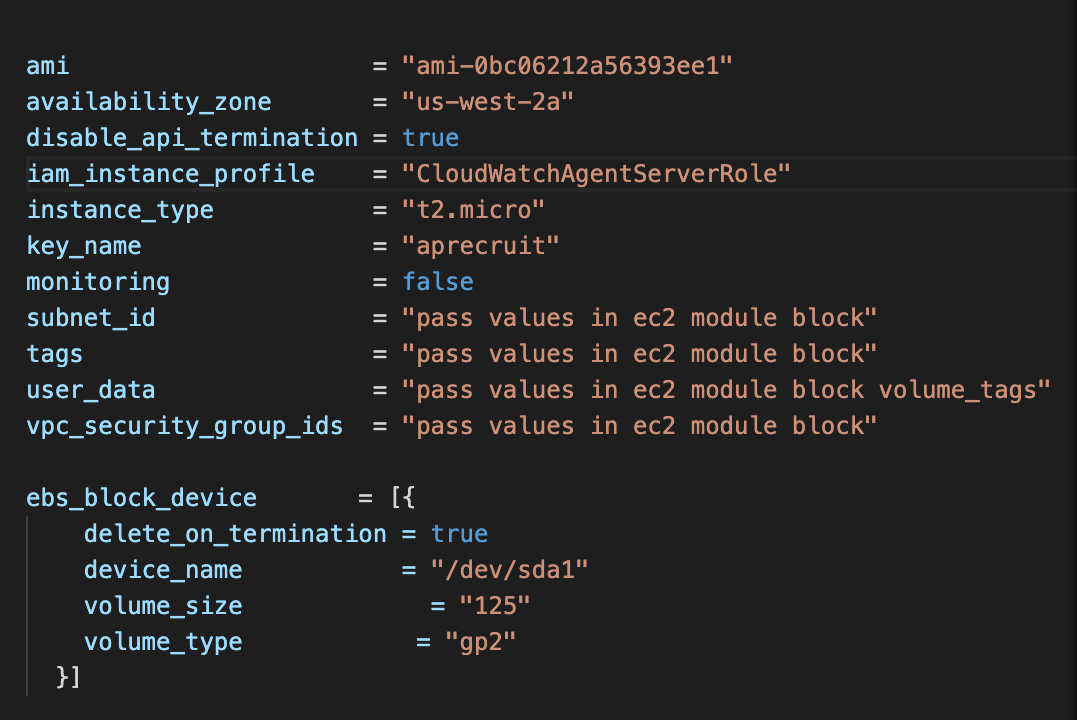 ami                     = "ami-0bc06212a56393ee1"
availability_zone       = "us-west-2a"
disable_api_termination = true
iam_instance_profile    = "CloudWatchAgentServerRole"
instance_type           = "t2.micro"
key_name                = "aprecruit"
monitoring              = false
subnet_id               = "pass values in ec2 module block"
tags                    = "pass values in ec2 module block"
user_data               = "pass values in ec2 module block volume_tags"
vpc_security_group_ids  = "pass values in ec2 module block"

ebs_block_device       = [{
    delete_on_termination = true
    device_name           = "/dev/sda1"
    volume_size             = "125"
    volume_type            = "gp2"
  }]